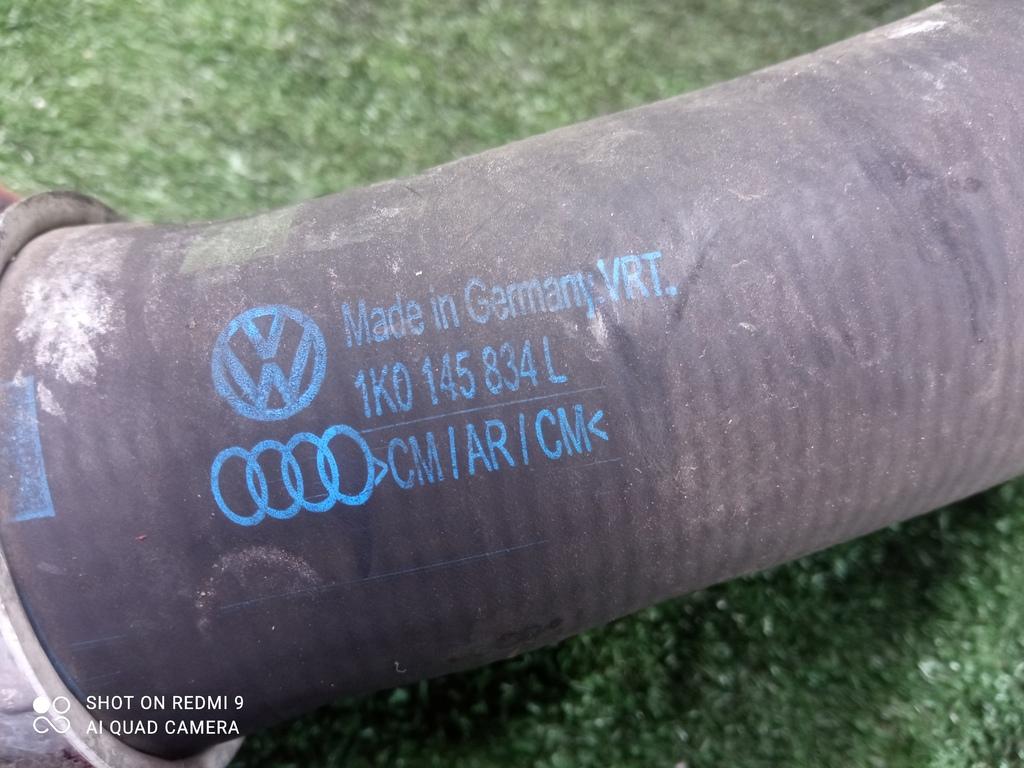 Made in Germany VRT.
1K0 145 834 L
>CM/AR/CM<
SHOT ON REDMI 9
AI QUAD CAMERA